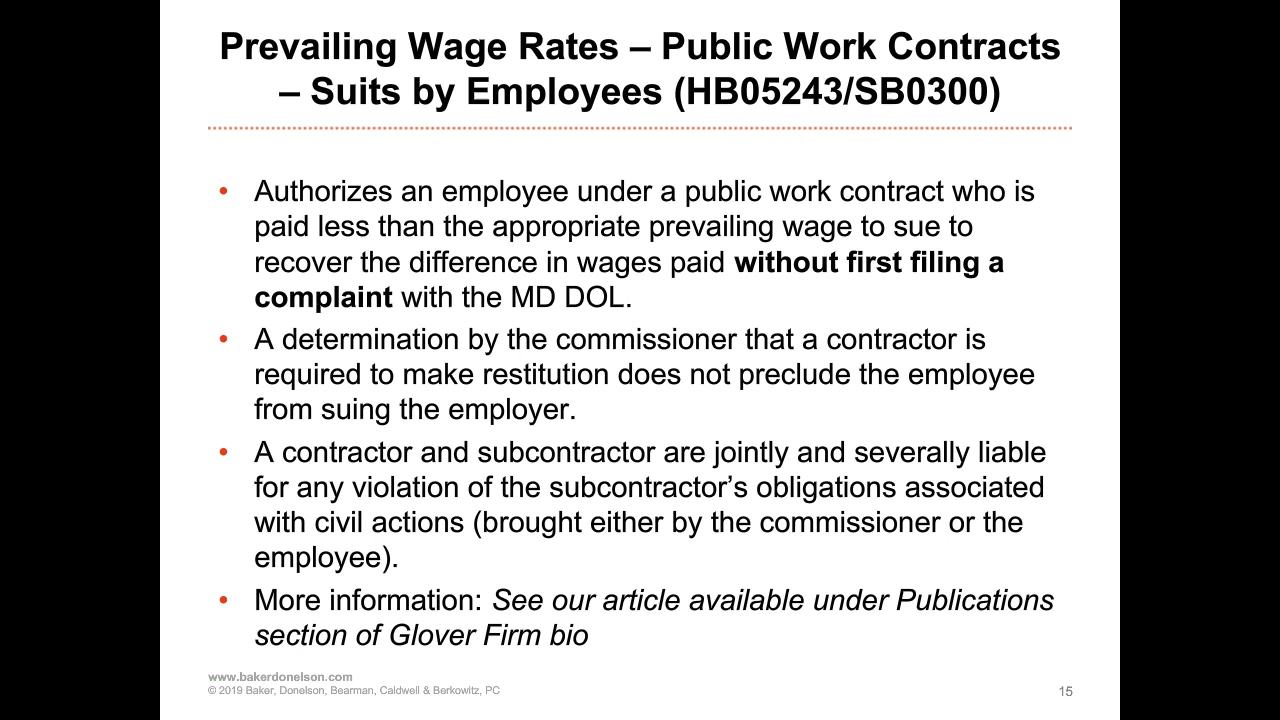 Prevailing Wage Rates – Public Work Contracts
– Suits by Employees (HB05243/SB0300)
• Authorizes an employee under a public work contract who is
paid less than the appropriate prevailing wage to sue to
recover the difference in wages paid without first filing a
complaint with the MD DOL.
• A determination by the commissioner that a contractor is
required to make restitution does not preclude the employee
from suing the employer.
• A contractor and subcontractor are jointly and severally liable
for any violation of the subcontractor’s obligations associated
with civil actions (brought either by the commissioner or the
employee).
• More information: See our article available under Publications
section of Glover Firm bio
www.bakerdonelson.com
© 2019 Baker, Donelson, Bearman, Caldwell & Berkowitz, PC
15